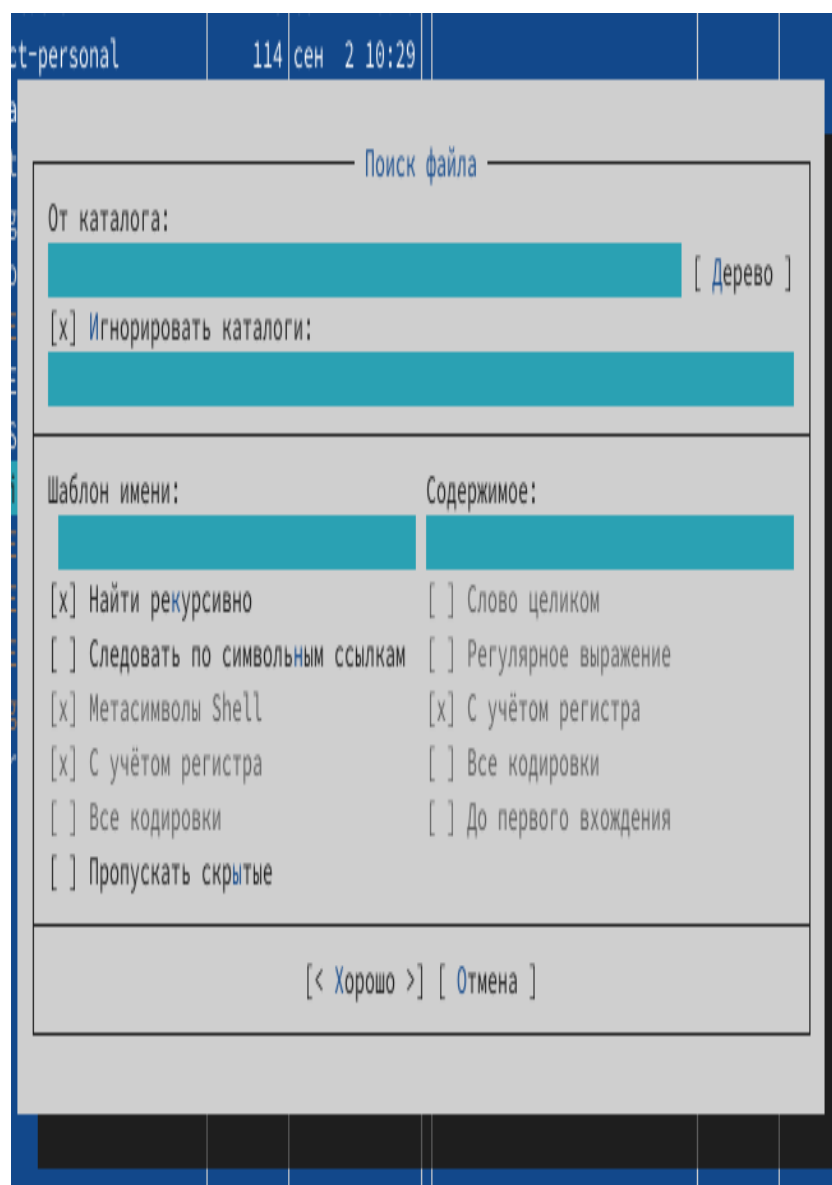 ct-personal 114 сен 2 10:29
Поиск файла
От каталога:
[ Дерево ]
[x] Игнорировать каталоги:
Шаблон имени: Содержимое:
[x] Найти рекурсивно [ ] Слово целиком
[ ] Следовать по символьным ссылкам [ ] Регулярное выражение
[x] Метасимволы Shell [x] С учётом регистра
[x] С учётом регистра [ ] Все кодировки
[ ] Все кодировки [ ] До первого вхождения
[ ] Пропускать скрытые
[< Хорошо >] [ Отмена ]